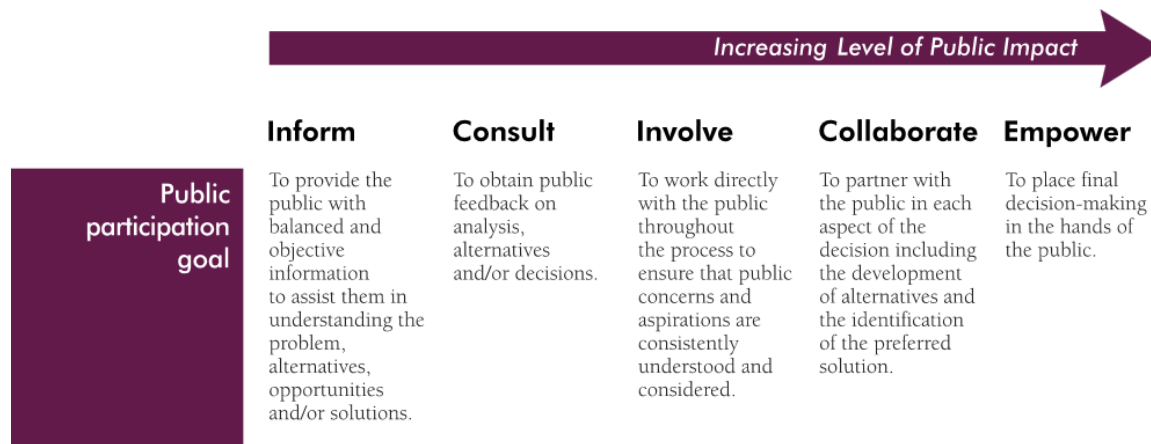 Increasing Level of Public Impact
Inform
Consult
Involve
Collaborate
Empower
Public
participation
goal
To provide the
public with
balanced and
objective
information
to assist them in
understanding the
problem,
alternatives,
opportunities
and/or solutions.
To obtain public
feedback on
analysis,
alternatives
and/or decisions.
To work directly
with the public
throughout
the process to
ensure that public
concerns and
aspirations are
consistently
understood and
considered.
To partner with
the public in each
aspect of the
decision including
the development
of alternatives and
the identification
of the preferred
solution.
To place final
decision-making
in the hands of
the public.